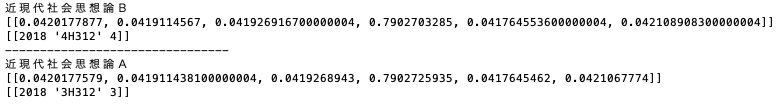 近現代社会思想論B
[[0.0420177877, 0.0419114567, 0.041926916700000004, 0.7902703285, 0.041764553600000004, 0.042108908300000004]]
[[2018 '4H312' 4]]
--------------------------------
近現代社会思想論A
[[0.0420177579, 0.041911438100000004, 0.0419268943, 0.7902725935, 0.0417645462, 0.0421067774]]
[[2018 '3H312' 3]]